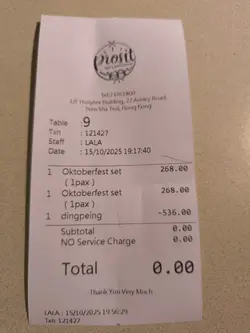 Prosit
Table : 9
Txn : 121427
Staff : LALA
Date : 15/10/2025 19:17:40
1 Oktoberfest set 268.00
( 1pax )
1 Oktoberfest set 268.00
( 1pax )
1 dingpeing -536.00
Subtotal 0.00
NO Service Charge 0.00
Total 0.00
Thank You Very Much
LALA : 15/10/2025 19:56:29
Txn: 121427